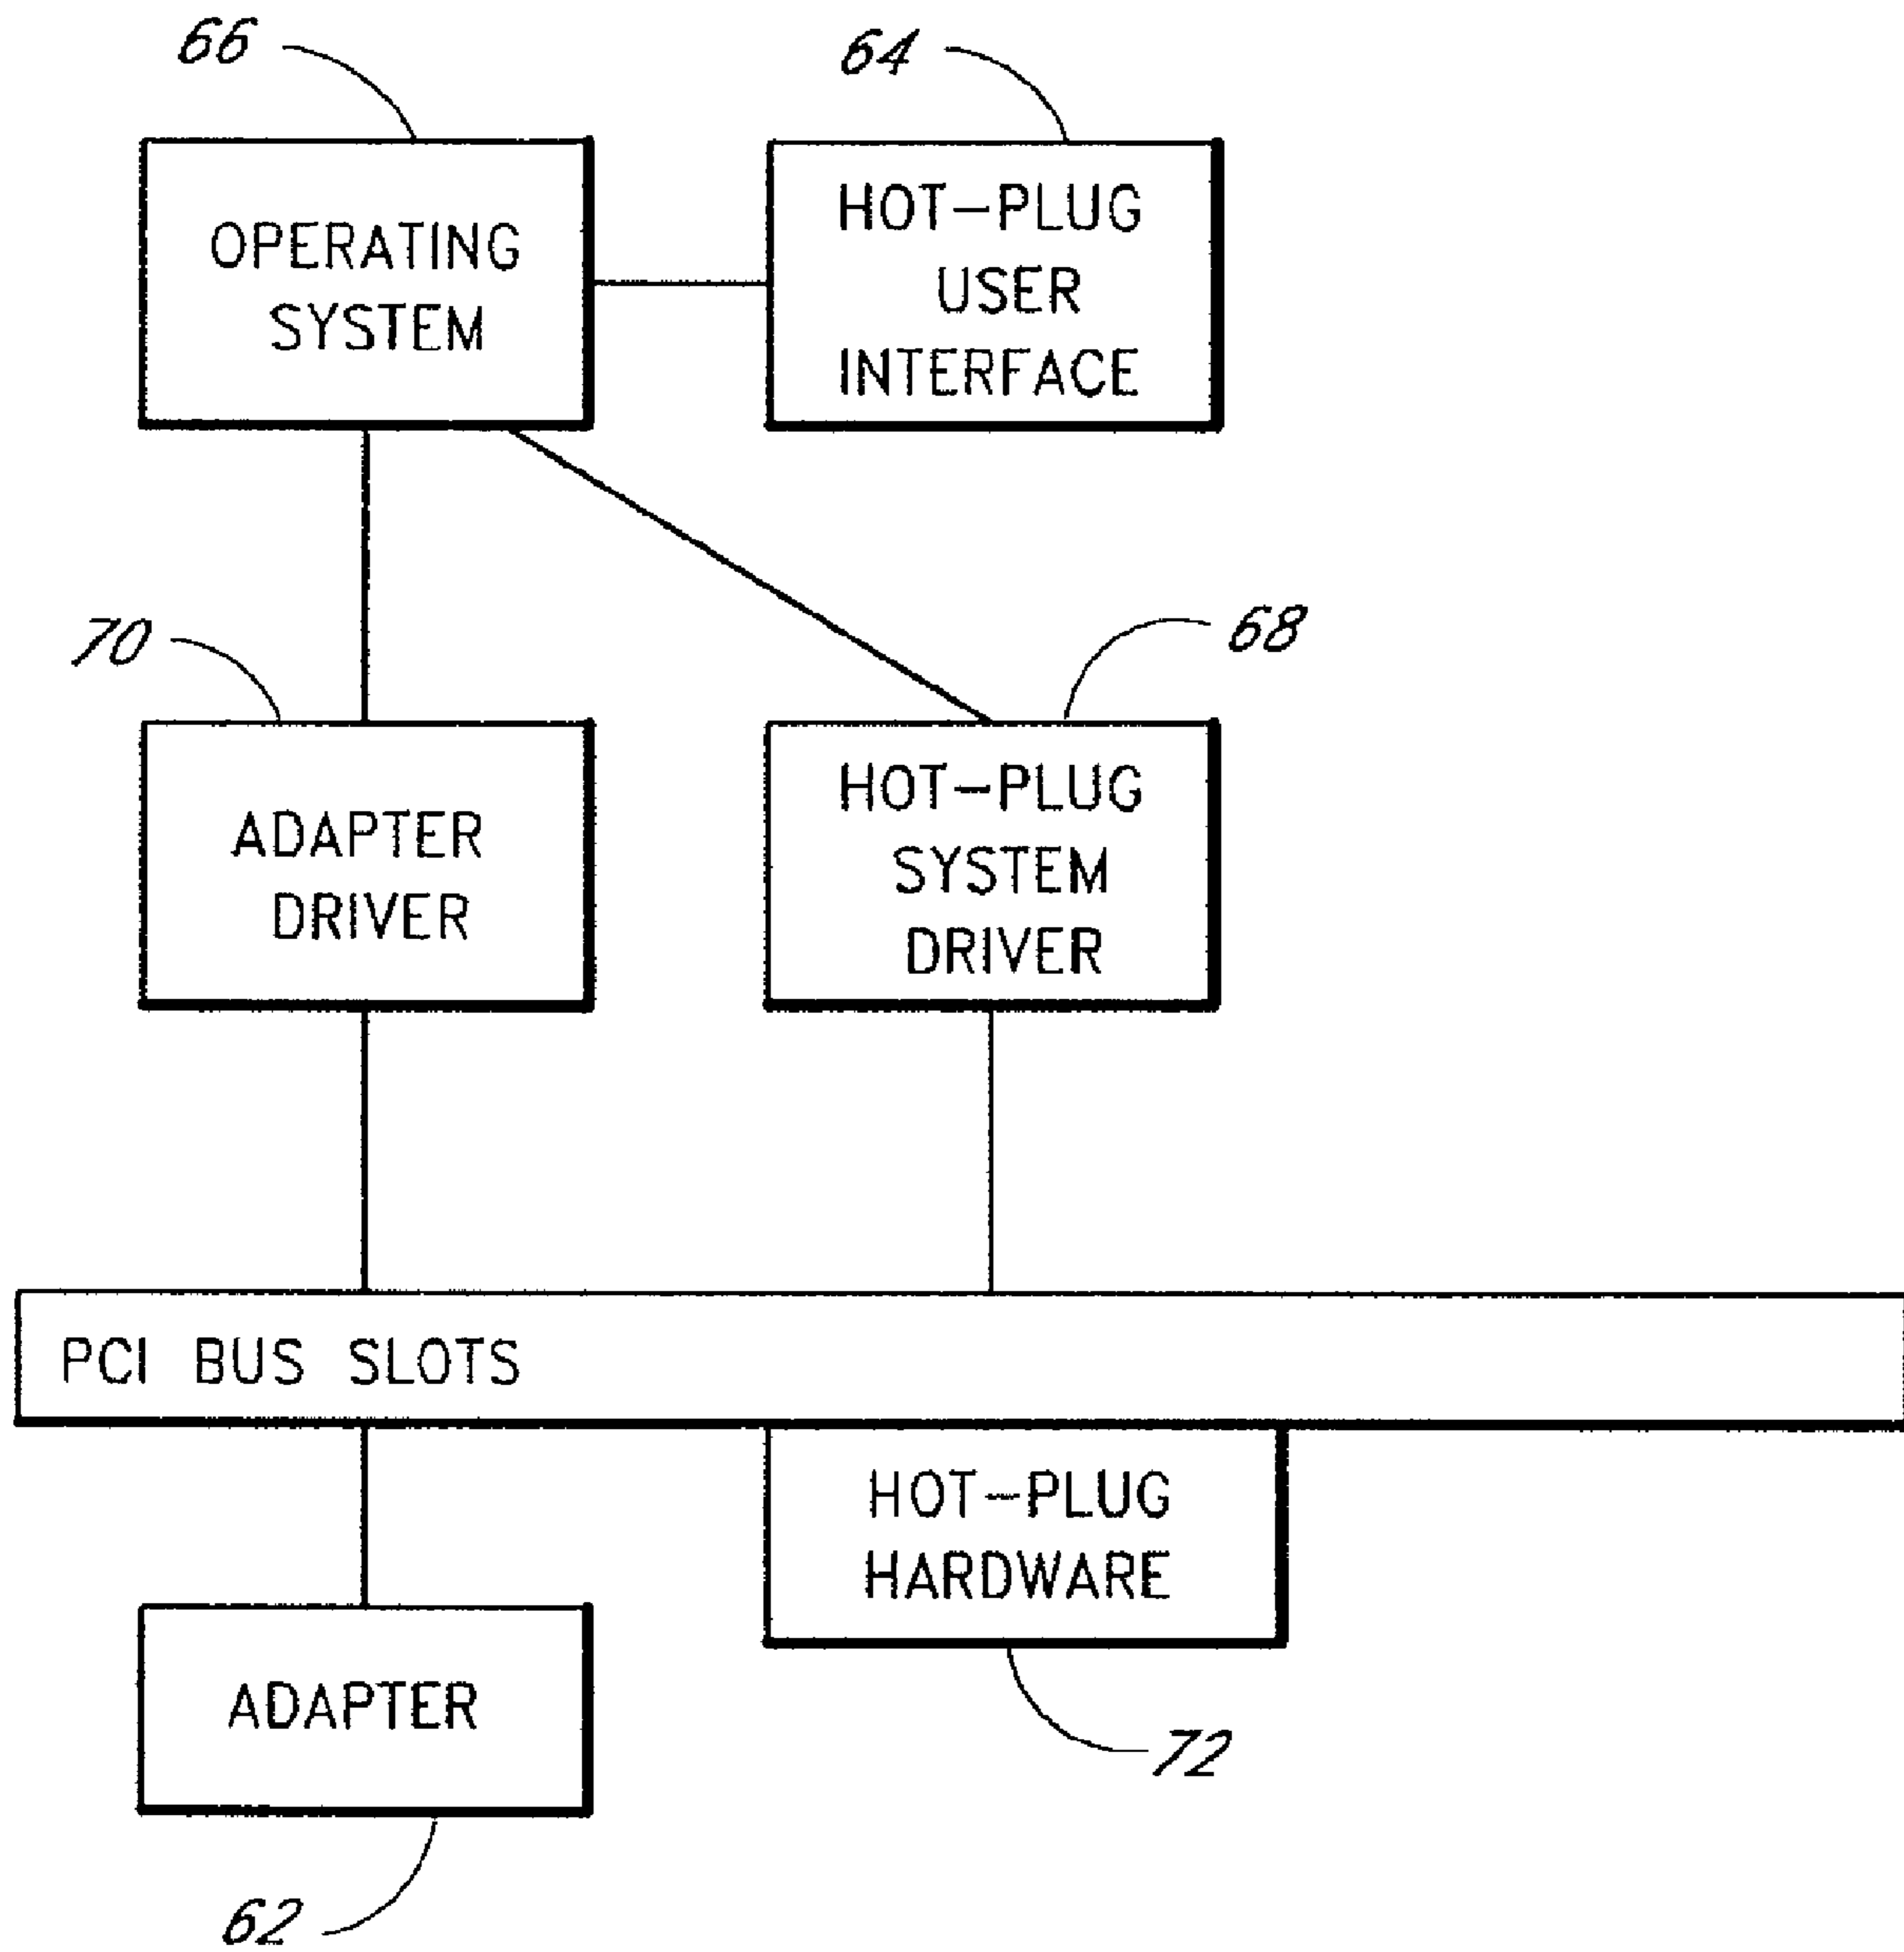 66
64
OPERATING
SYSTEM
HOT-PLUG
USER
INTERFACE
70
68
ADAPTER
DRIVER
HOT-PLUG
SYSTEM
DRIVER
PCI BUS SLOTS
HOT-PLUG
HARDWARE
ADAPTER
72
62